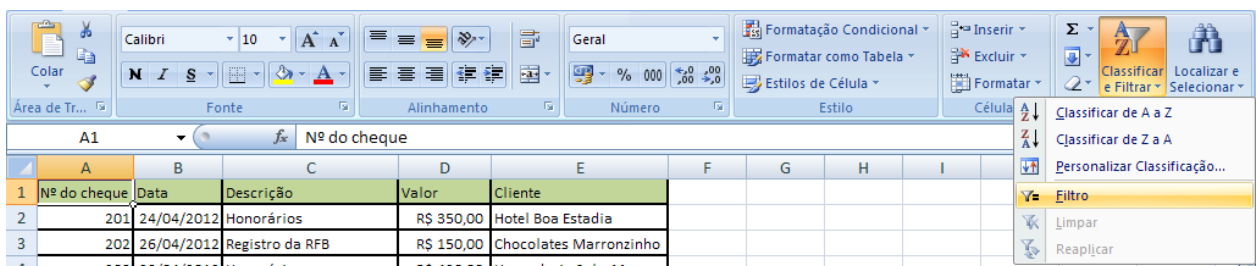 Calibri 10 A A Geral Formatação Condicional Inserir Σ
Formatar como Tabela Excluir
Colar N I S A % 000 ,00 Estilos de Célula Formatar Classificar e Filtrar Localizar e Selecionar
Área de Tr... Fonte Alinhamento Número Estilo Célula
A1 fx Nº do cheque
Classificar de A a Z
Classificar de Z a A
Personalizar Classificação...
Filtro
Limpar
Reaplicar
A B C D E F G H I
1 Nº do cheque Data Descrição Valor Cliente
2 201 24/04/2012 Honorários R$ 350,00 Hotel Boa Estadia
3 202 26/04/2012 Registro da RFB R$ 150,00 Chocolates Marronzinho